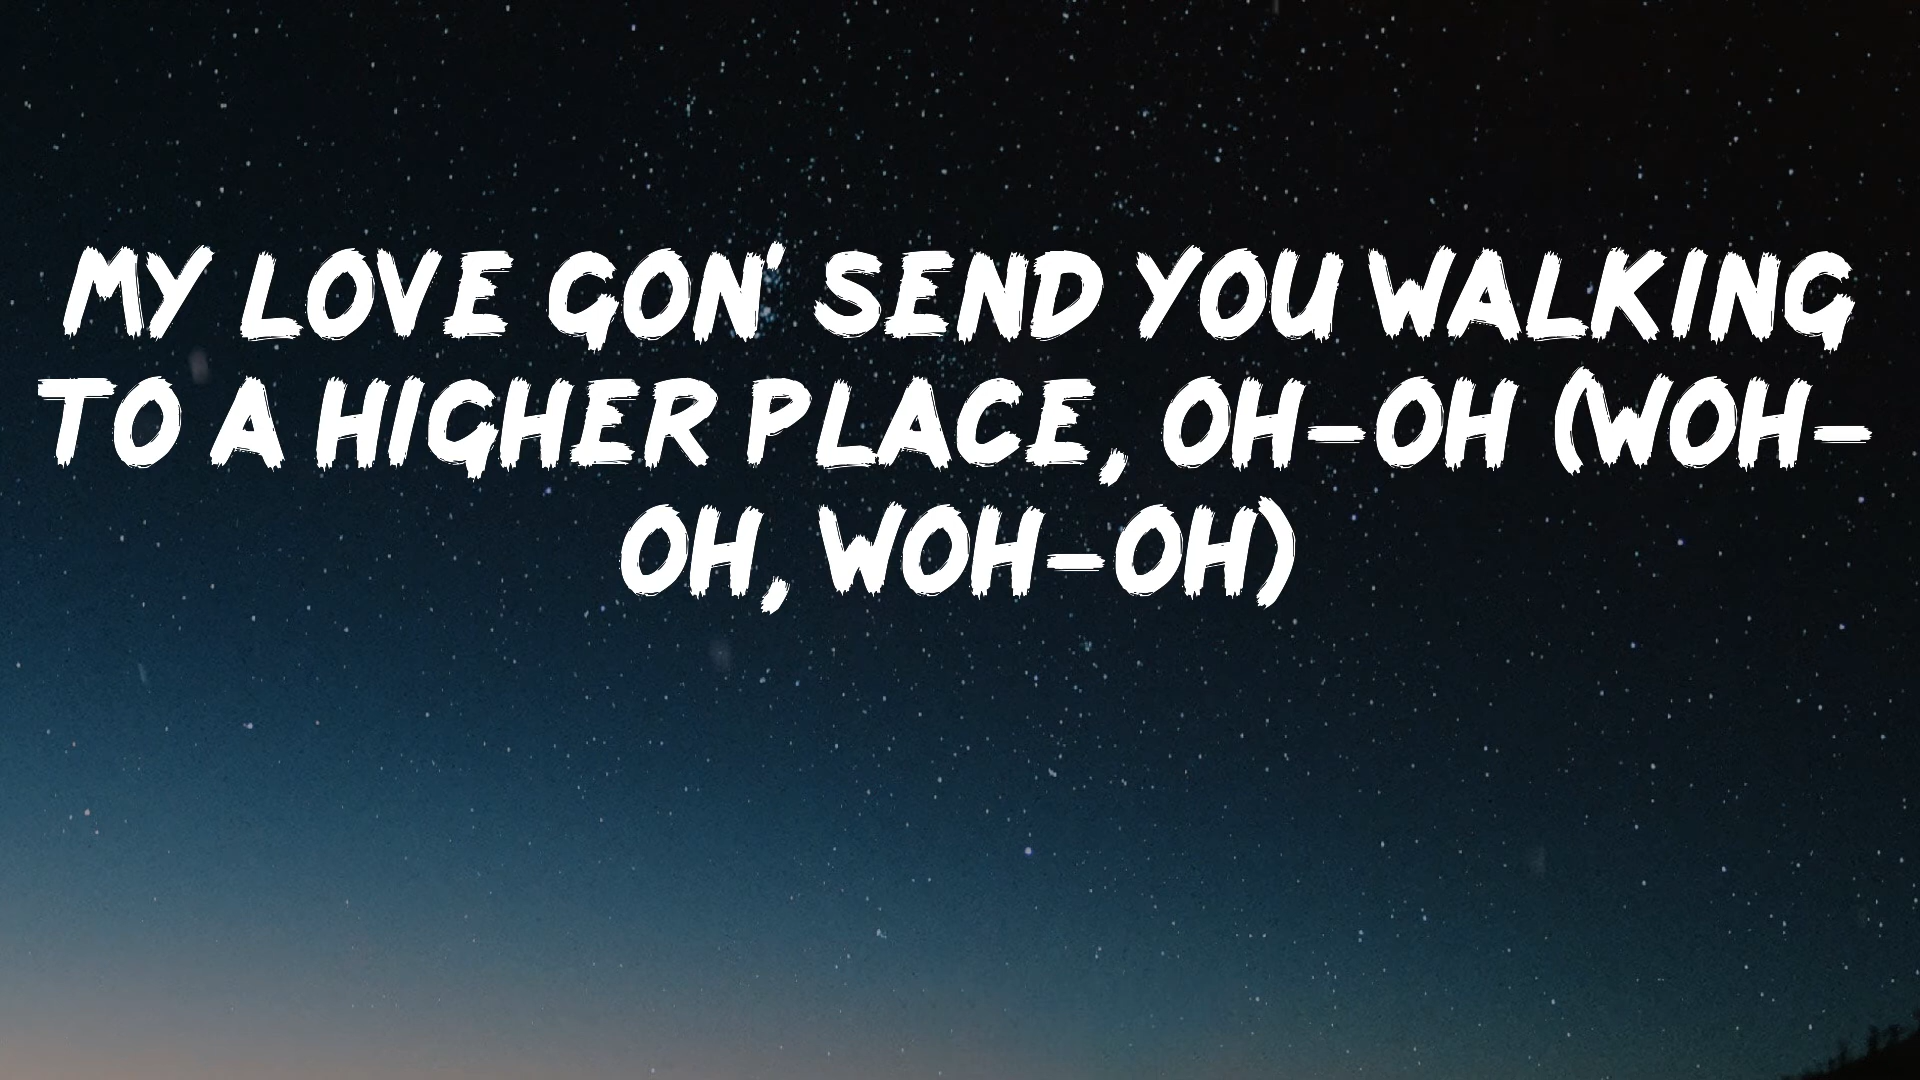 MY LOVE GON' SEND YOU WALKING
TO A HIGHER PLACE, OH-OH (WOH-
OH, WOH-OH)